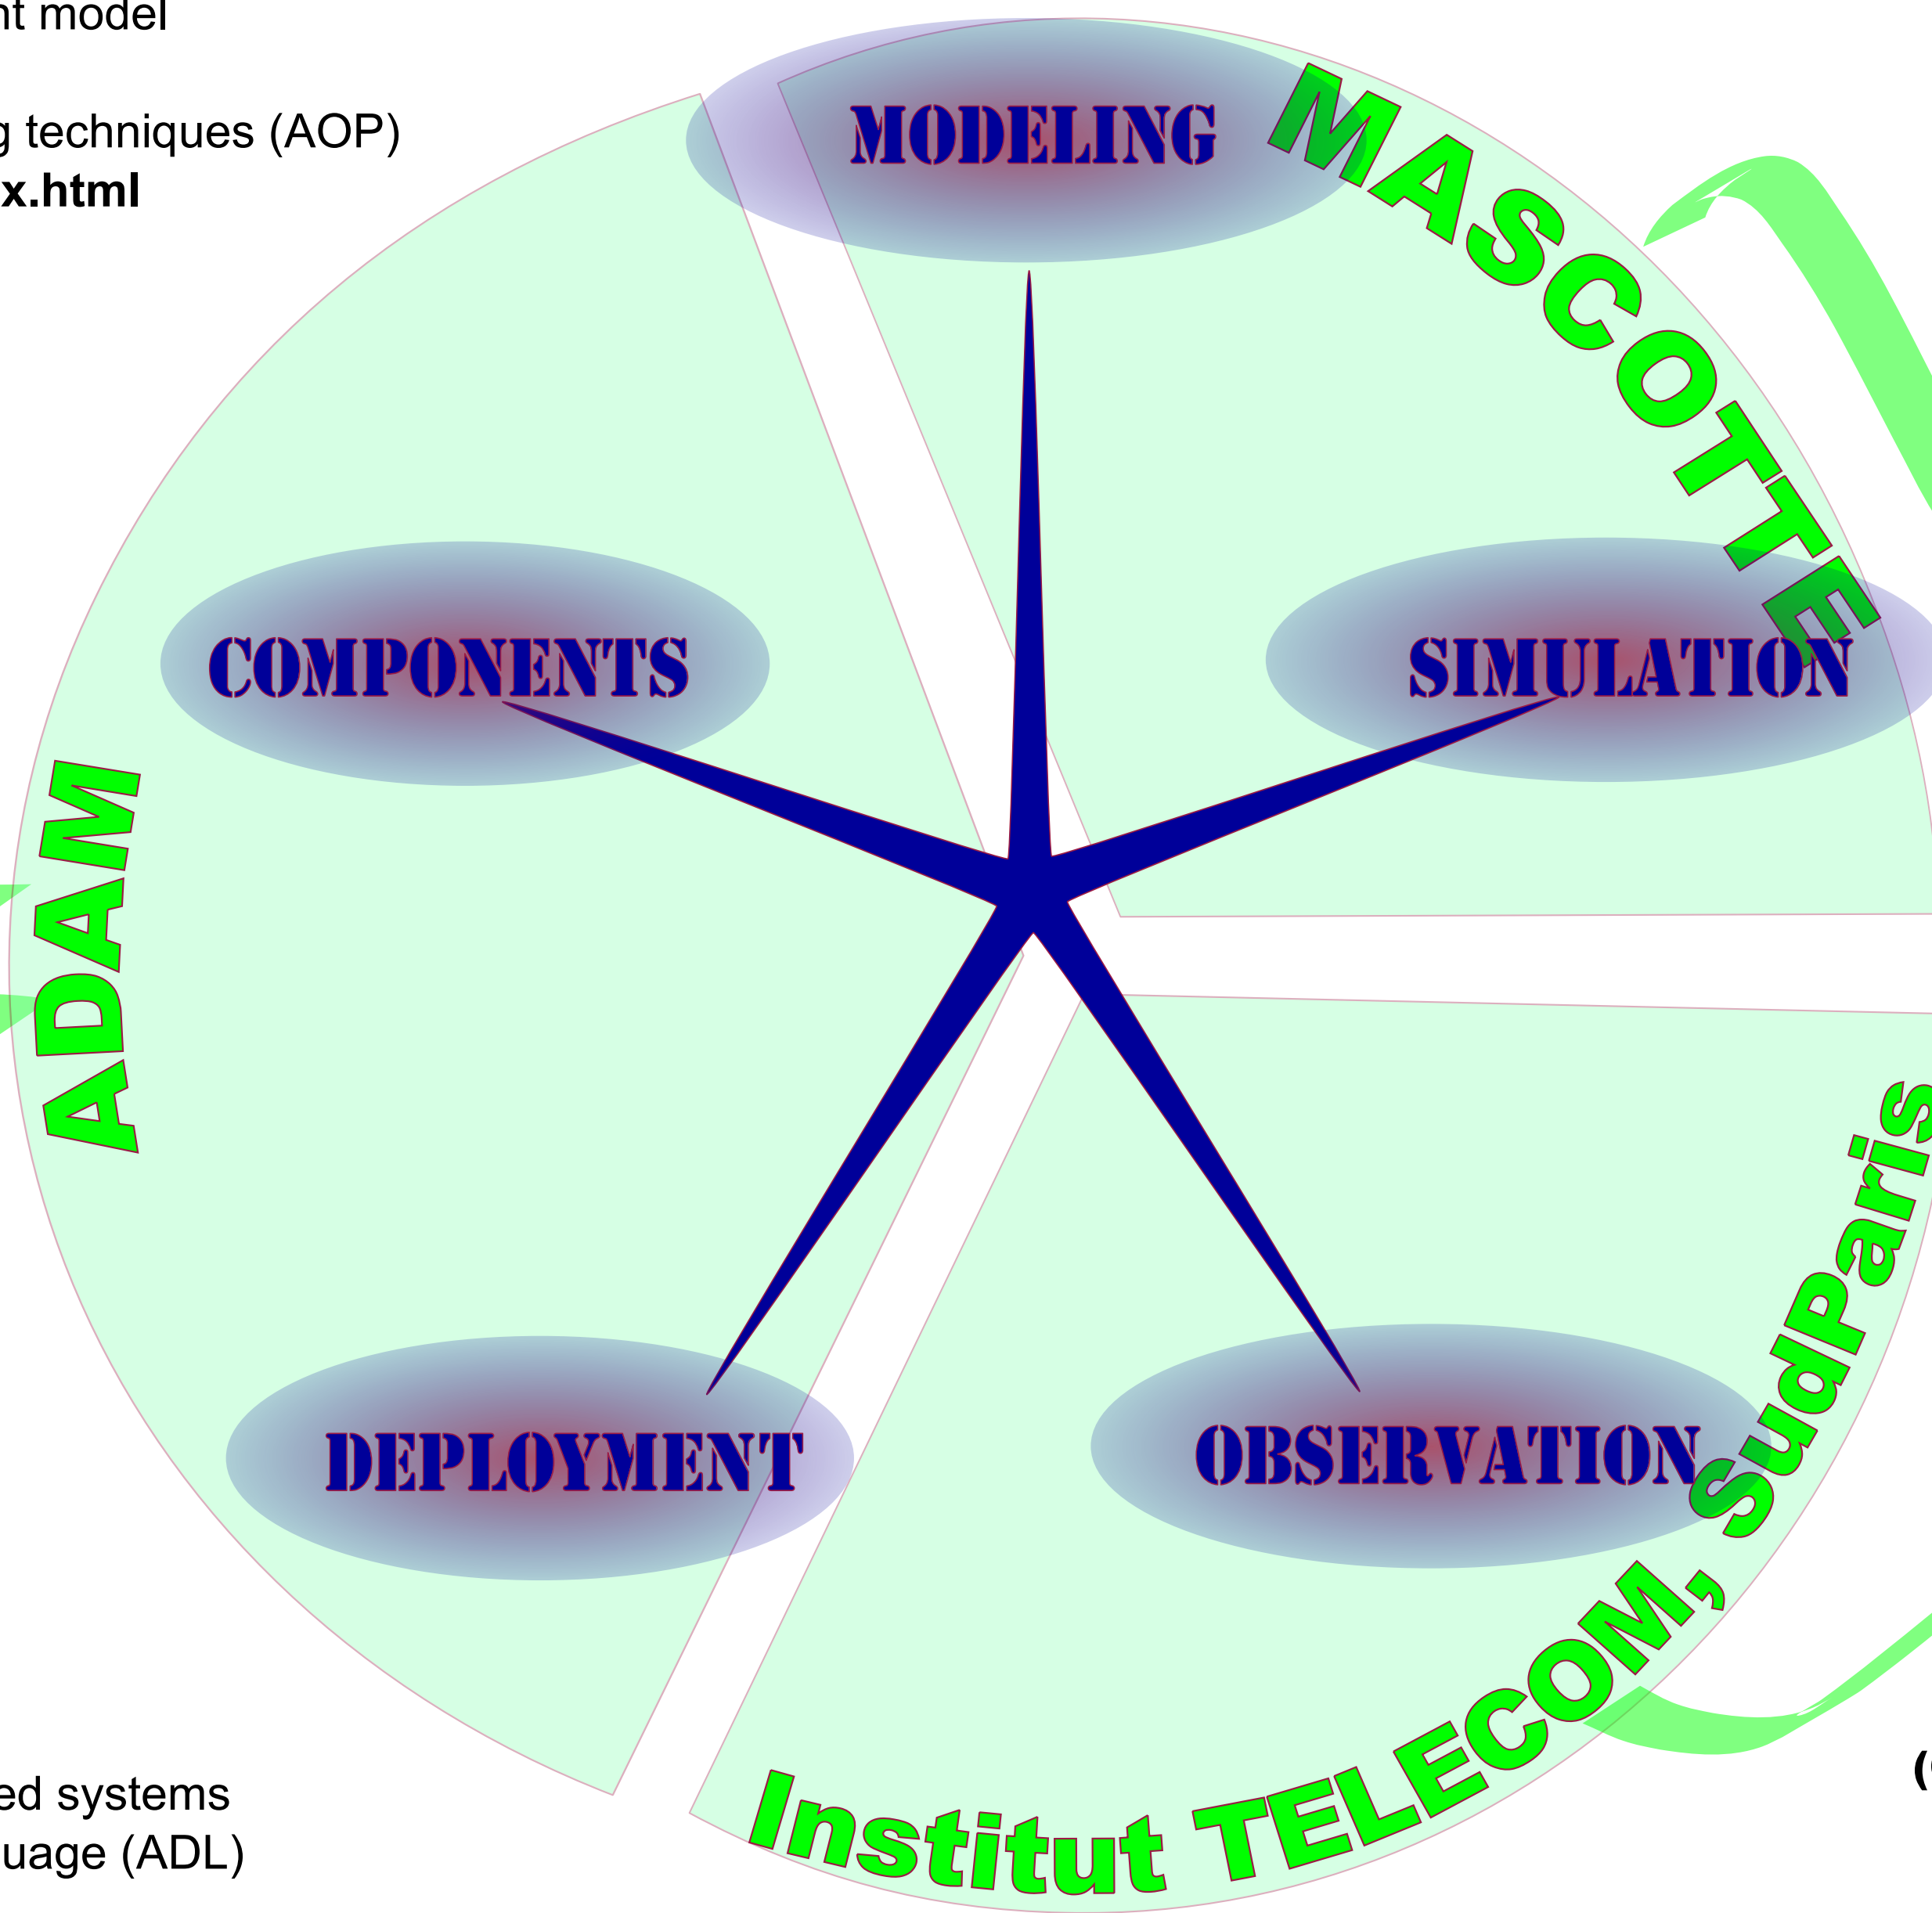 nt model
g techniques (AOP)
x.html
MODELING
MASCOTTE
COMPONENTS
SIMULATION
ADAM
DEPLOYMENT
OBSERVATION
Institut TELECOM, SudParis
ed systems
uage (ADL)
(